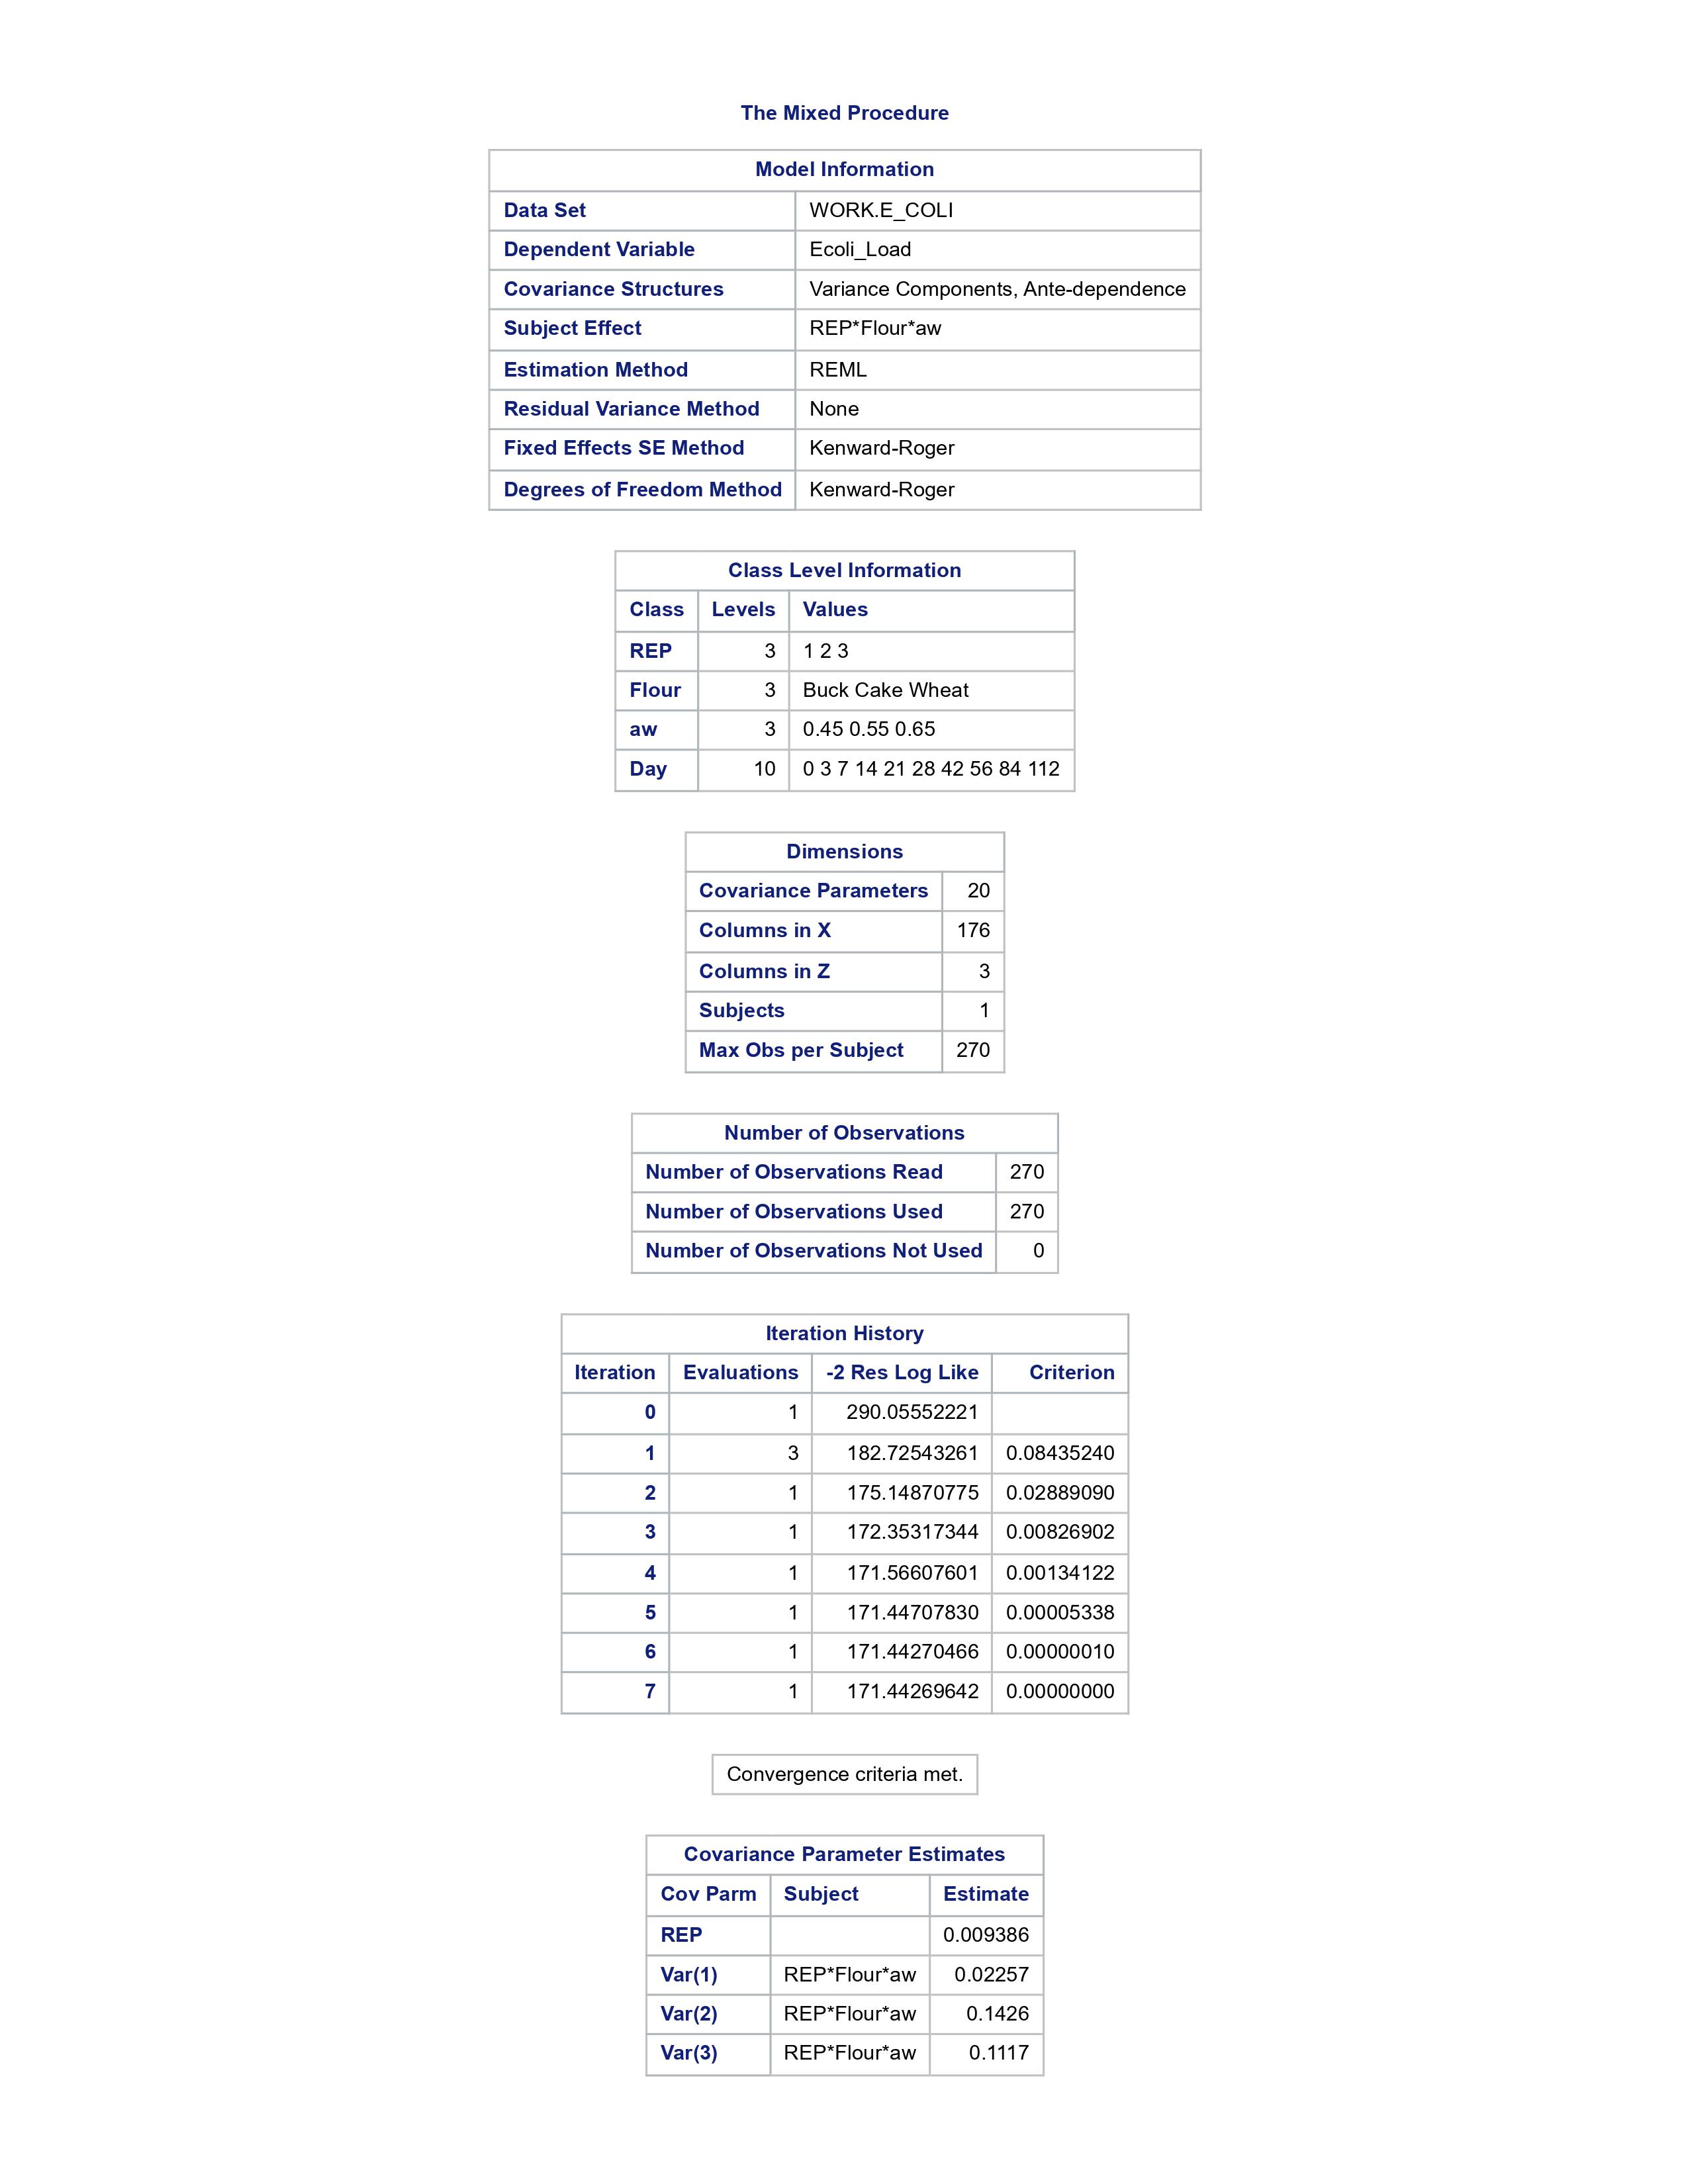 The Mixed Procedure
Model Information
Data Set WORK.E_COLI
Dependent Variable Ecoli_Load
Covariance Structures Variance Components, Ante-dependence
Subject Effect REP*Flour*aw
Estimation Method REML
Residual Variance Method None
Fixed Effects SE Method Kenward-Roger
Degrees of Freedom Method Kenward-Roger
Class Level Information
Class Levels Values
REP 3 1 2 3
Flour 3 Buck Cake Wheat
aw 3 0.45 0.55 0.65
Day 10 0 3 7 14 21 28 42 56 84 112
Dimensions
Covariance Parameters 20
Columns in X 176
Columns in Z 3
Subjects 1
Max Obs per Subject 270
Number of Observations
Number of Observations Read 270
Number of Observations Used 270
Number of Observations Not Used 0
Iteration History
Iteration Evaluations -2 Res Log Like Criterion
0 1 290.05552221
1 3 182.72543261 0.08435240
2 1 175.14870775 0.02889090
3 1 172.35317344 0.00826902
4 1 171.56607601 0.00134122
5 1 171.44707830 0.00005338
6 1 171.44270466 0.00000010
7 1 171.44269642 0.00000000
Convergence criteria met.
Covariance Parameter Estimates
Cov Parm Subject Estimate
REP 0.009386
Var(1) REP*Flour*aw 0.02257
Var(2) REP*Flour*aw 0.1426
Var(3) REP*Flour*aw 0.1117